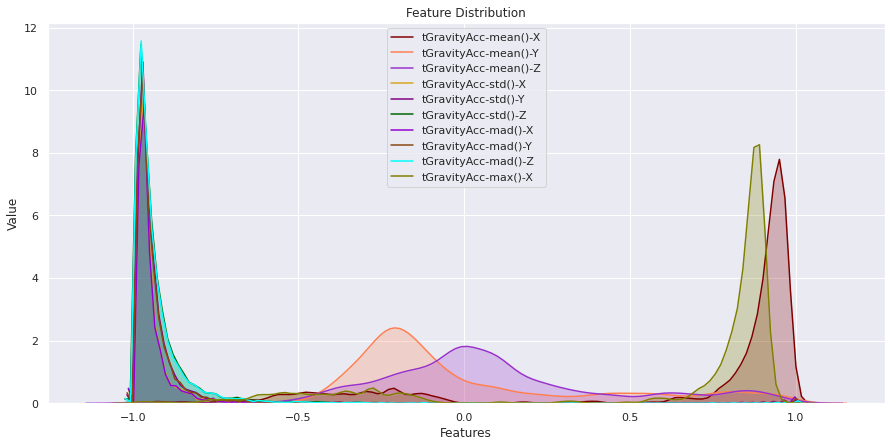 Feature Distribution
12
10
8
6
4
2
0
Value
tGravityAcc-mean()-X
tGravityAcc-mean()-Y
tGravityAcc-mean()-Z
tGravityAcc-std()-X
tGravityAcc-std()-Y
tGravityAcc-std()-Z
tGravityAcc-mad()-X
tGravityAcc-mad()-Y
tGravityAcc-mad()-Z
tGravityAcc-max()-X
−1.0 −0.5 0.0 0.5 1.0
Features